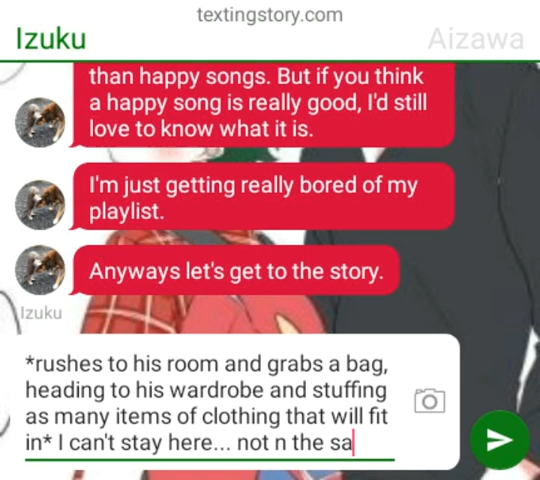 textingstory.com
Izuku
Aizawa
than happy songs. But if you think
a happy song is really good, I'd still
love to know what it is.
I'm just getting really bored of my
playlist.
Anyways let's get to the story.
Izuku
*rushes to his room and grabs a bag,
heading to his wardrobe and stuffing
as many items of clothing that will fit
in* I can't stay here... not n the sa